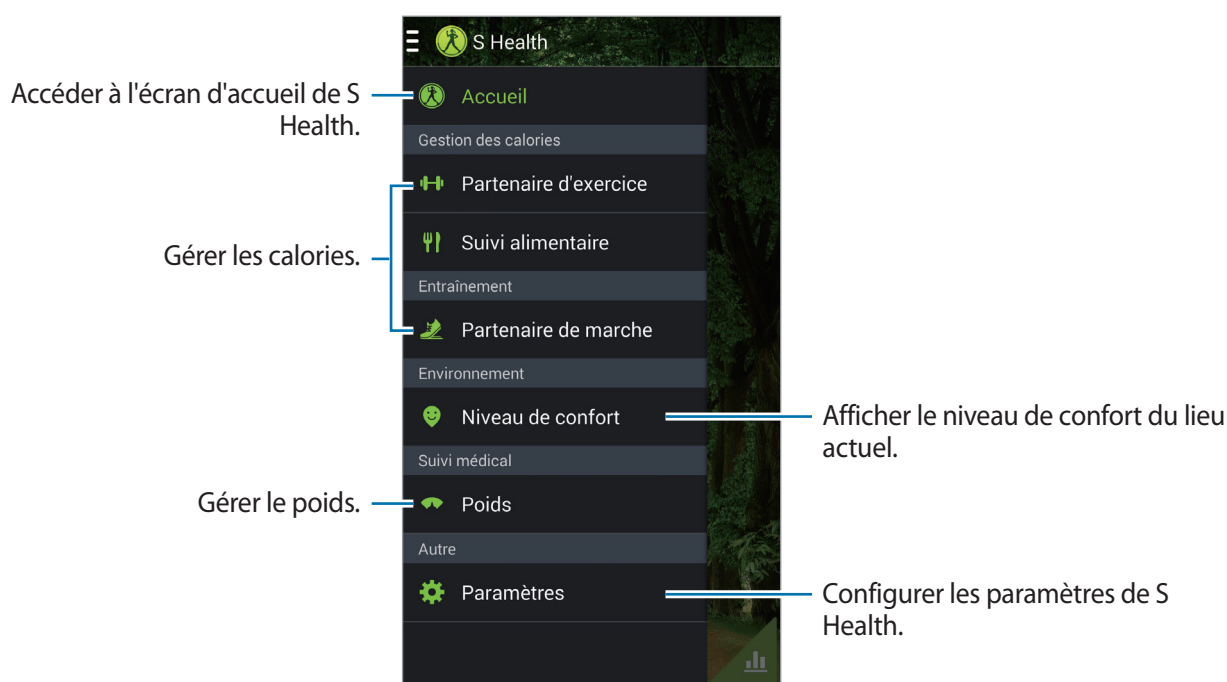 S Health
Accéder à l'écran d'accueil de S
Health.
Accueil
Gestion des calories
Partenaire d'exercice
Gérer les calories.
Suivi alimentaire
Entraînement
Partenaire de marche
Environnement
Niveau de confort
Afficher le niveau de confort du lieu
actuel.
Suivi médical
Gérer le poids.
Poids
Autre
Paramètres
Configurer les paramètres de S
Health.